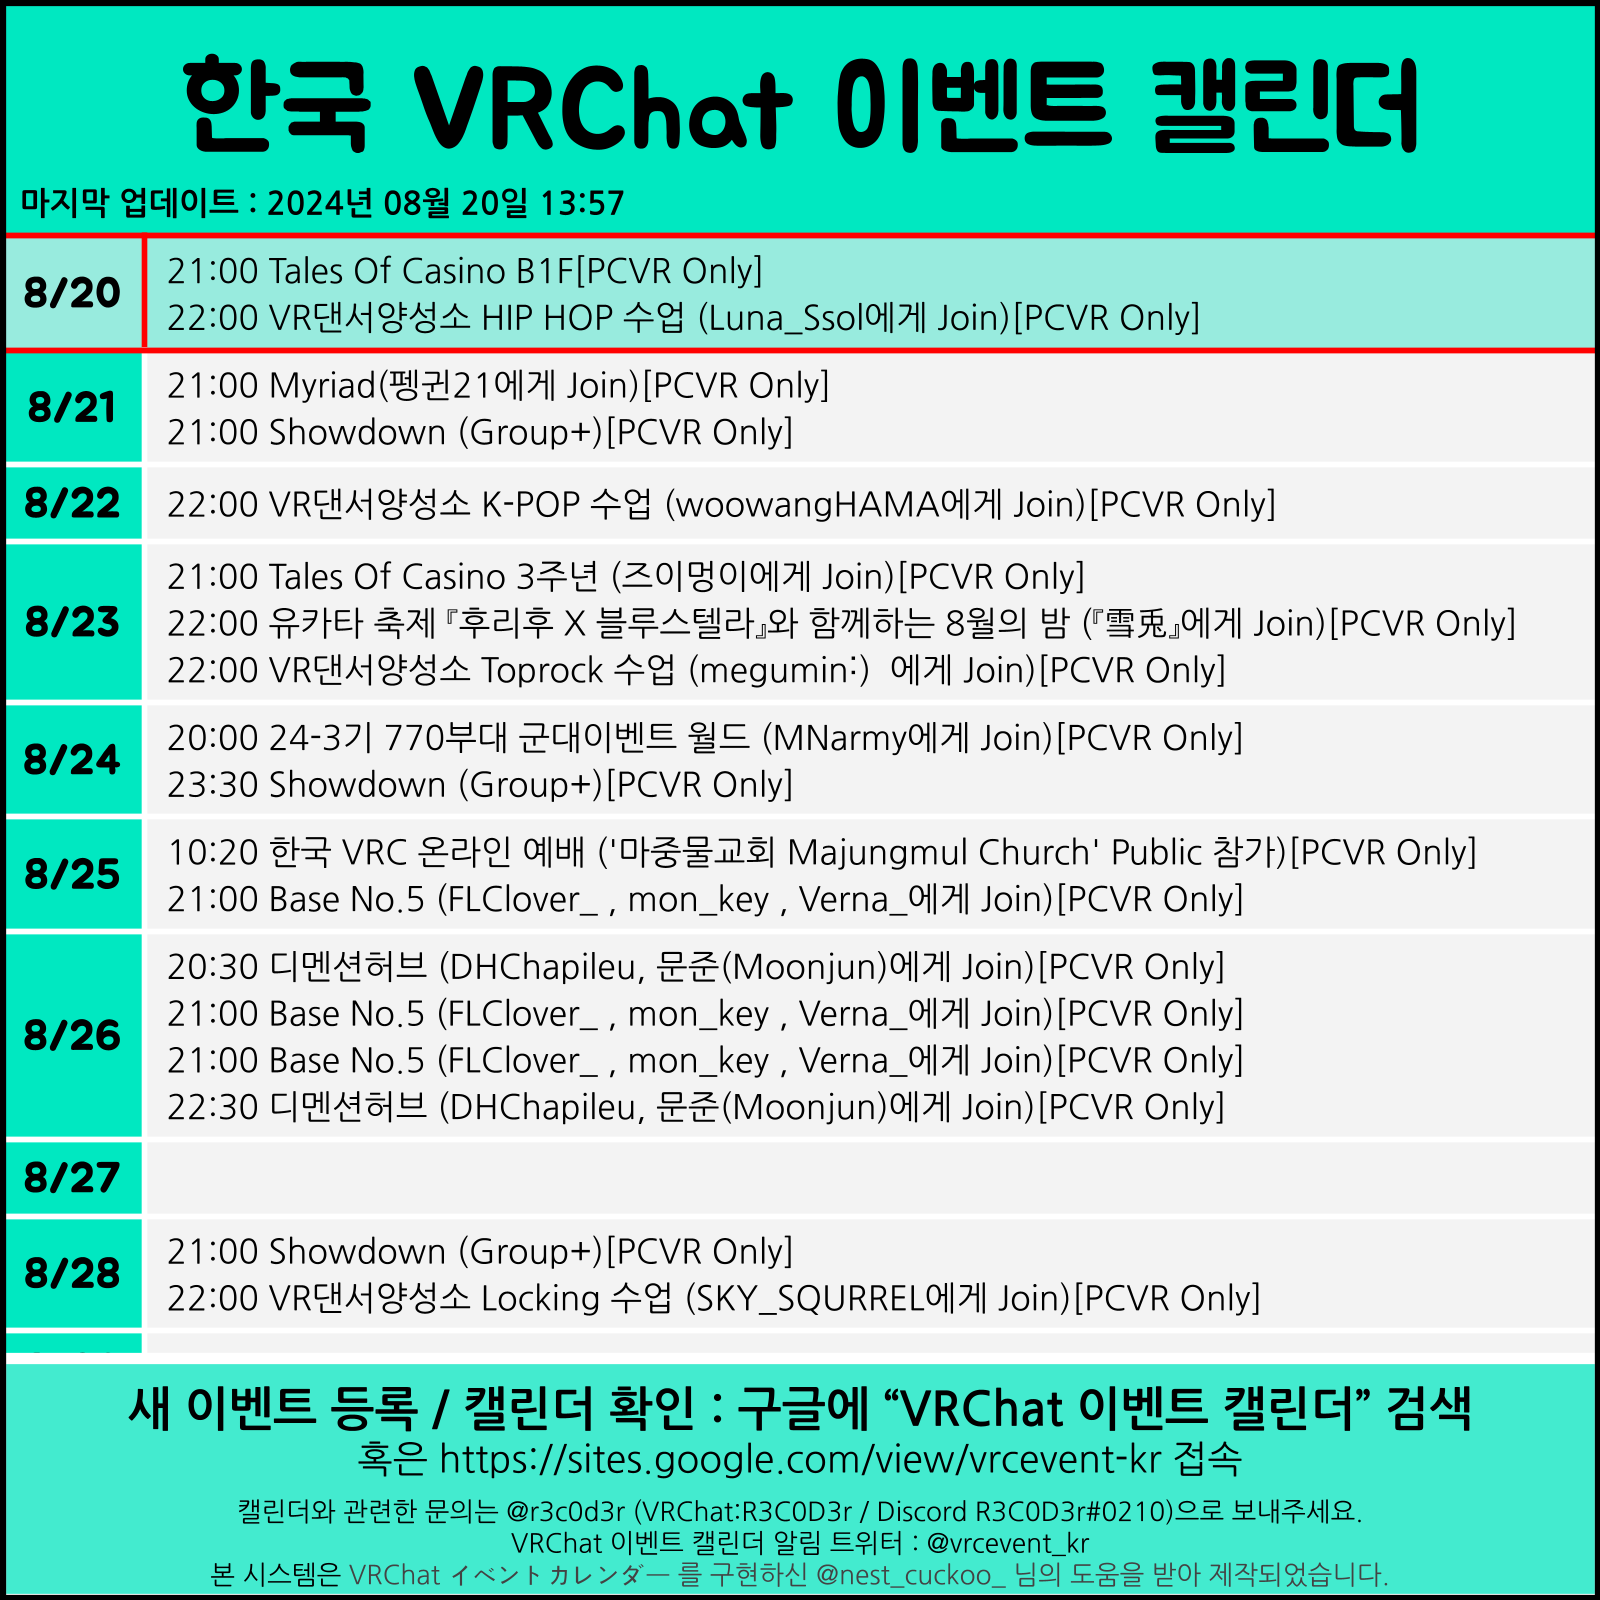 한국 VRChat 이벤트 캘린더
마지막 업데이트 : 2024년 08월 20일 13:57
8/20
21:00 Tales Of Casino B1F[PCVR Only]
22:00 VR댄서양성소 HIP HOP 수업 (Luna_Ssol에게 Join)[PCVR Only]
8/21
21:00 Myriad(펭귄21에게 Join)[PCVR Only]
21:00 Showdown (Group+)[PCVR Only]
8/22
22:00 VR댄서양성소 K-POP 수업 (woowangHAMA에게 Join)[PCVR Only]
8/23
21:00 Tales Of Casino 3주년 (즈이멍이에게 Join)[PCVR Only]
22:00 유카타 축제『후리후 X 블루스텔라』와 함께하는 8월의 밤 (『雪兎』에게 Join)[PCVR Only]
22:00 VR댄서양성소 Toprock 수업 (megumin:)  에게 Join)[PCVR Only]
8/24
20:00 24-3기 770부대 군대이벤트 월드 (MNarmy에게 Join)[PCVR Only]
23:30 Showdown (Group+)[PCVR Only]
8/25
10:20 한국 VRC 온라인 예배 ('마중물교회 Majungmul Church' Public 참가)[PCVR Only]
21:00 Base No.5 (FLClover_ , mon_key , Verna_에게 Join)[PCVR Only]
8/26
20:30 디멘션허브 (DHChapileu, 문준(Moonjun)에게 Join)[PCVR Only]
21:00 Base No.5 (FLClover_ , mon_key , Verna_에게 Join)[PCVR Only]
21:00 Base No.5 (FLClover_ , mon_key , Verna_에게 Join)[PCVR Only]
22:30 디멘션허브 (DHChapileu, 문준(Moonjun)에게 Join)[PCVR Only]
8/27
8/28
21:00 Showdown (Group+)[PCVR Only]
22:00 VR댄서양성소 Locking 수업 (SKY_SQURREL에게 Join)[PCVR Only]
새 이벤트 등록 / 캘린더 확인 : 구글에 “VRChat 이벤트 캘린더” 검색
혹은 https://sites.google.com/view/vrcevent-kr 접속
캘린더와 관련한 문의는 @r3c0d3r (VRChat:R3C0D3r / Discord R3C0D3r#0210)으로 보내주세요.
VRChat 이벤트 캘린더 알림 트위터 : @vrcevent_kr
본 시스템은 VRChat イベントカレンダー 를 구현하신 @nest_cuckoo_ 님의 도움을 받아 제작되었습니다.